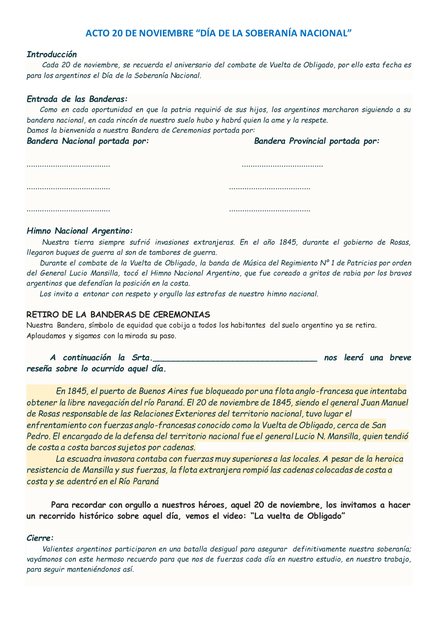 ACTO 20 DE NOVIEMBRE “DÍA DE LA SOBERANÍA NACIONAL”
Introducción
Cada 20 de noviembre, se recuerda el aniversario del combate de Vuelta de Obligado, por ello esta fecha es
para los argentinos el Día de la Soberanía Nacional.
Entrada de las Banderas:
Como en cada oportunidad en que la patria requirió de sus hijos, los argentinos marcharon siguiendo a su
bandera nacional, en cada rincón de nuestro suelo hubo y habrá quien la ame y la respete.
Damos la bienvenida a nuestra Bandera de Ceremonias portada por:
Bandera Nacional portada por: Bandera Provincial portada por:
..................................... ....................................
..................................... ....................................
..................................... ....................................
Himno Nacional Argentino:
Nuestra tierra siempre sufrió invasiones extranjeras. En el año 1845, durante el gobierno de Rosas,
llegaron buques de guerra al son de tambores de guerra.
Durante el combate de la Vuelta de Obligado, la banda de Música del Regimiento N° 1 de Patricios por orden
del General Lucio Mansilla, tocó el Himno Nacional Argentino, que fue coreado a gritos de rabia por los bravos
argentinos que defendían la posición en la costa.
Los invito a entonar con respeto y orgullo las estrofas de nuestro himno nacional.
RETIRO DE LA BANDERAS DE CEREMONIAS
Nuestra Bandera, símbolo de equidad que cobija a todos los habitantes del suelo argentino ya se retira.
Aplaudamos y sigamos con la mirada su paso.
A continuación la Srta.__________________________________ nos leerá una breve
reseña sobre lo ocurrido aquel día.
En 1845, el puerto de Buenos Aires fue bloqueado por una flota anglo-francesa que intentaba
obtener la libre navegación del río Paraná. El 20 de noviembre de 1845, siendo el general Juan Manuel
de Rosas responsable de las Relaciones Exteriores del territorio nacional, tuvo lugar el
enfrentamiento con fuerzas anglo-francesas conocido como la Vuelta de Obligado, cerca de San
Pedro. El encargado de la defensa del territorio nacional fue el general Lucio N. Mansilla, quien tendió
de costa a costa barcos sujetos por cadenas.
La escuadra invasora contaba con fuerzas muy superiores a las locales. A pesar de la heroica
resistencia de Mansilla y sus fuerzas, la flota extranjera rompió las cadenas colocadas de costa a
costa y se adentró en el Río Paraná
Para recordar con orgullo a nuestros héroes, aquel 20 de noviembre, los invitamos a hacer
un recorrido histórico sobre aquel día, vemos el video: “La vuelta de Obligado”
Cierre:
Valientes argentinos participaron en una batalla desigual para asegurar definitivamente nuestra soberanía;
vayámonos con este hermoso recuerdo para que nos de fuerzas cada día en nuestro estudio, en nuestro trabajo,
para seguir manteniéndonos así.